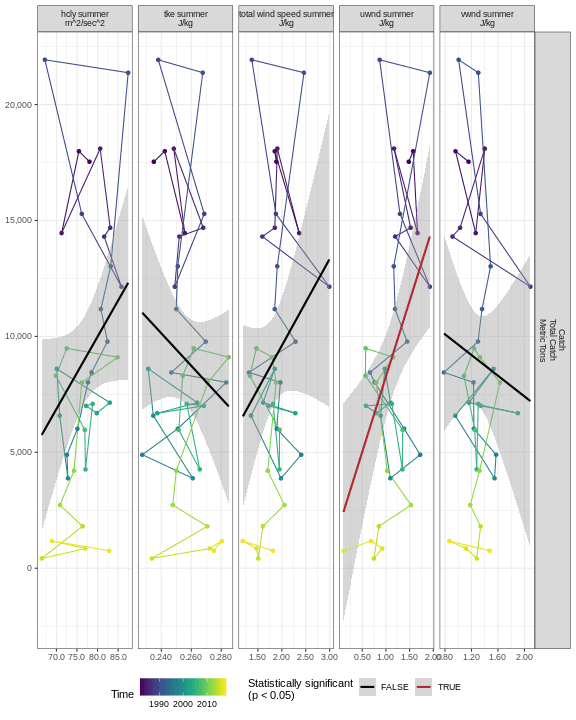 hcly summer
m^2/sec^2
tke summer
J/kg
total wind speed summer
J/kg
uwnd summer
J/kg
vwnd summer
J/kg
20,000
15,000
10,000
5,000
0
Catch
Total Catch
Metric Tons
70.0 75.0 80.0 85.0
0.240 0.260 0.280
1.50 2.00 2.50 3.00
0.50 1.00 1.50 2.00
0.80 1.20 1.60 2.00
Time
1990 2000 2010
Statistically significant
(p < 0.05)
FALSE
TRUE